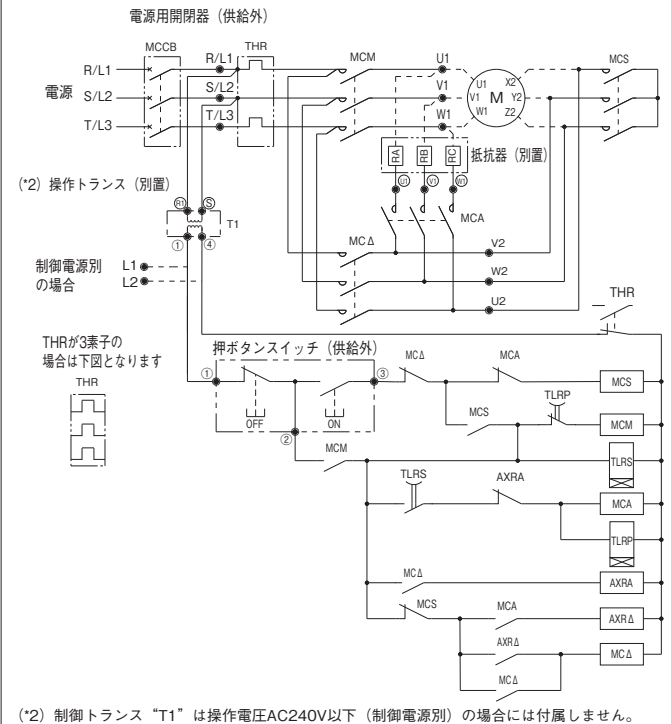 電源用開閉器（供給外）
MCCB
R/L1
THR
MCM
U1
MCS
R/L1
V1
U1
X2
電源
S/L2
S/L2
V1
M
Y2
W1
W1
Z2
T/L3
T/L3
RA
RB
RC
抵抗器（別置）
(*2) 操作トランス（別置）
R1
S
U1
V1
W1
T1
MCA
①
④
MCΔ
V2
制御電源別
の場合
L1
L2
W2
U2
THR
THRが3素子の
場合は下図となります
THR
押ボタンスイッチ（供給外）
①
OFF
ON
③
②
MCΔ
MCA
MCS
MCS
TLRP
MCM
MCM
TLRS
TLRS
AXRA
MCA
TLRP
MCΔ
AXRA
MCS
MCA
AXRΔ
AXRΔ
MCΔ
MCΔ
(*2) 制御トランス“T1”は操作電圧AC240V以下（制御電源別）の場合には付属しません。